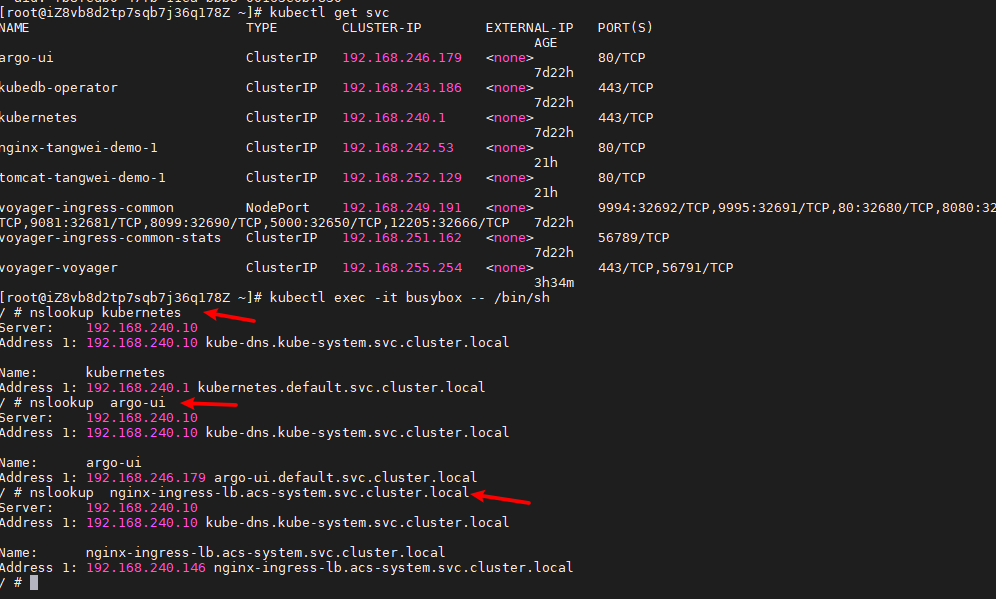 [root@iZ8vb8d2tp7sqb7j36q178Z ~]# kubectl get svc
NAME TYPE CLUSTER-IP EXTERNAL-IP PORT(S)
AGE
argo-ui ClusterIP 192.168.246.179 <none> 80/TCP
7d22h
kubedb-operator ClusterIP 192.168.243.186 <none> 443/TCP
7d22h
kubernetes ClusterIP 192.168.240.1 <none> 443/TCP
7d22h
nginx-tangwei-demo-1 ClusterIP 192.168.242.53 <none> 80/TCP
21h
tomcat-tangwei-demo-1 ClusterIP 192.168.252.129 <none> 80/TCP
21h
voyager-ingress-common NodePort 192.168.249.191 <none> 9994:32692/TCP,9995:32691/TCP,80:32680/TCP,8080:32
TCP,9081:32681/TCP,8099:32690/TCP,5000:32650/TCP,12205:32666/TCP 7d22h
voyager-ingress-common-stats ClusterIP 192.168.251.162 <none> 56789/TCP
7d22h
voyager-voyager ClusterIP 192.168.255.254 <none> 443/TCP,56791/TCP
3h34m
[root@iZ8vb8d2tp7sqb7j36q178Z ~]# kubectl exec -it busybox -- /bin/sh
/ # nslookup kubernetes
Server: 192.168.240.10
Address 1: 192.168.240.10 kube-dns.kube-system.svc.cluster.local
Name: kubernetes
Address 1: 192.168.240.1 kubernetes.default.svc.cluster.local
/ # nslookup argo-ui
Server: 192.168.240.10
Address 1: 192.168.240.10 kube-dns.kube-system.svc.cluster.local
Name: argo-ui
Address 1: 192.168.246.179 argo-ui.default.svc.cluster.local
/ # nslookup nginx-ingress-lb.acs-system.svc.cluster.local
Server: 192.168.240.10
Address 1: 192.168.240.10 kube-dns.kube-system.svc.cluster.local
Name: nginx-ingress-lb.acs-system.svc.cluster.local
Address 1: 192.168.240.146 nginx-ingress-lb.acs-system.svc.cluster.local
/ #